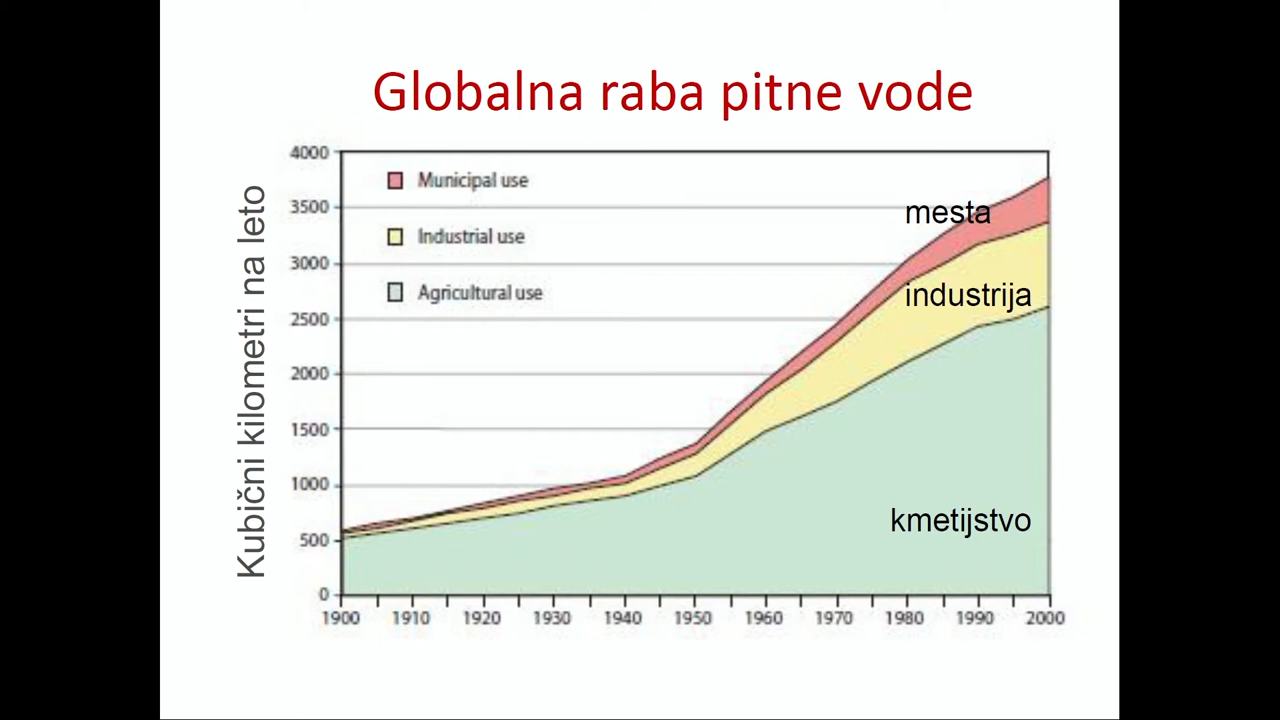 Globalna raba pitne vode
Kubični kilometri na leto
4000
3500
3000
2500
2000
1500
1000
500
0
Municipal use
Industrial use
Agricultural use
mesta
industrija
kmetijstvo
1900 1910 1920 1930 1940 1950 1960 1970 1980 1990 2000